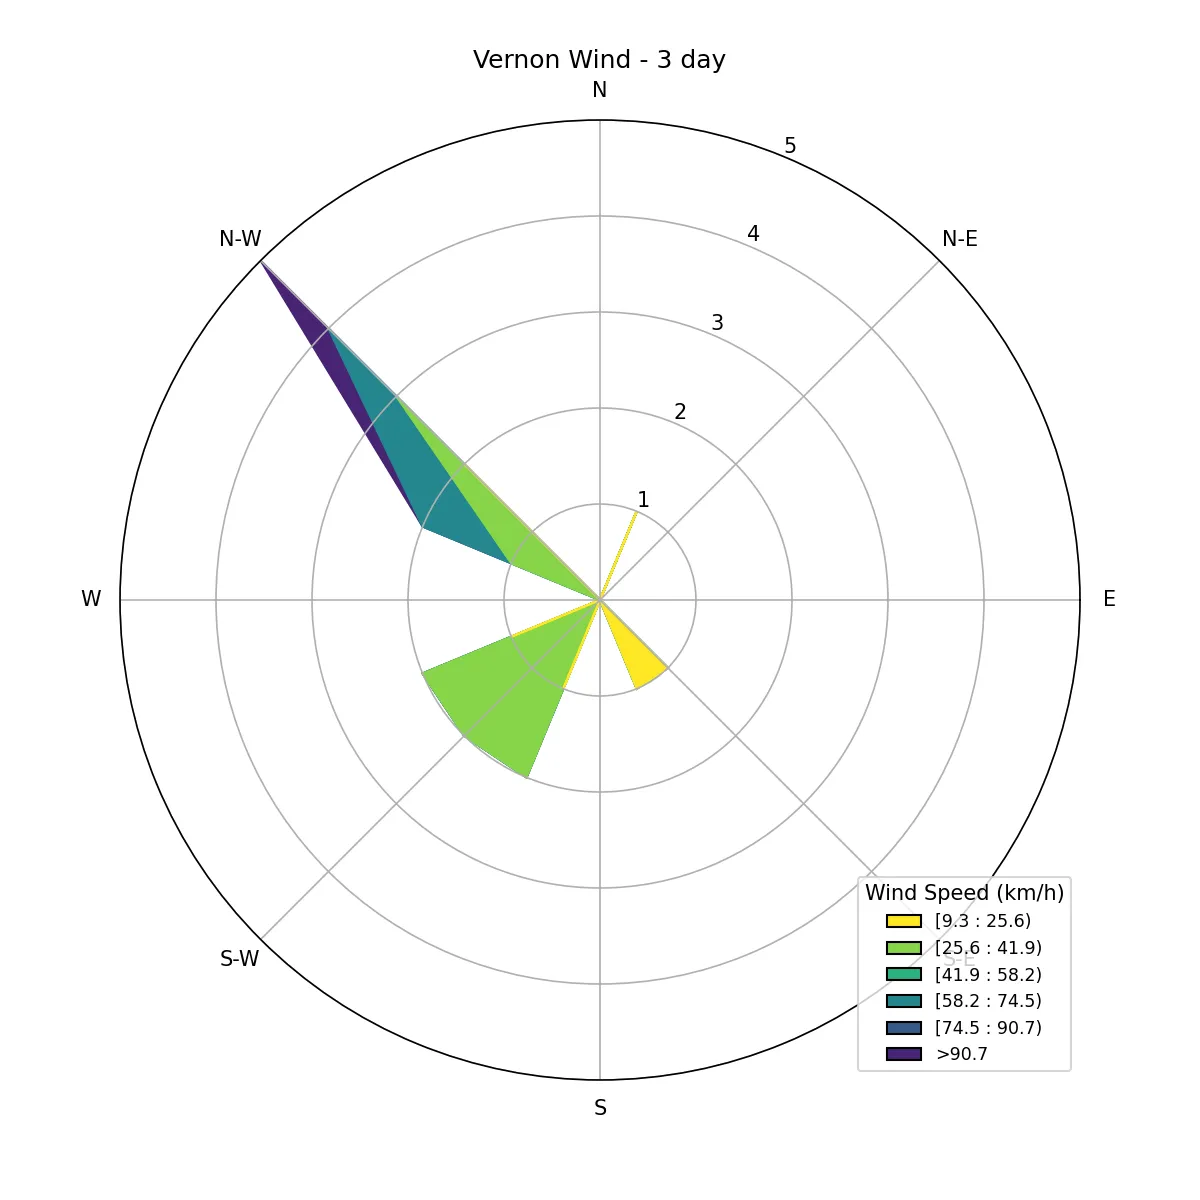 Vernon Wind - 3 day
N
5
N-W
N-E
4
3
2
1
W
E
Wind Speed (km/h)
[9.3 : 25.6)
[25.6 : 41.9)
S-W
S-E
[41.9 : 58.2)
[58.2 : 74.5)
[74.5 : 90.7)
>90.7
S